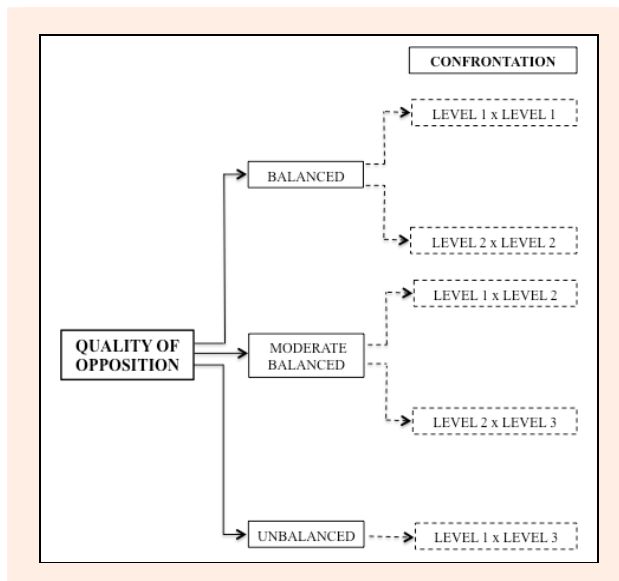 CONFRONTATION
LEVEL 1 x LEVEL 1
BALANCED
LEVEL 2 x LEVEL 2
LEVEL 1 x LEVEL 2
QUALITY OF
OPPOSITION
MODERATE
BALANCED
LEVEL 2 x LEVEL 3
UNBALANCED
LEVEL 1 x LEVEL 3